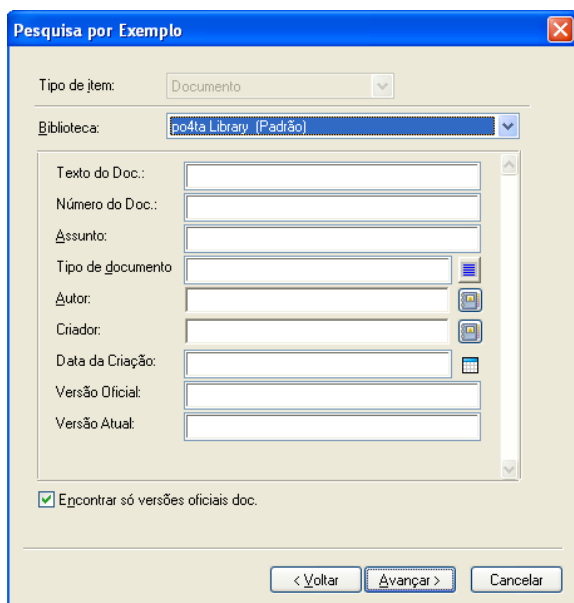 Pesquisa por Exemplo
Tipo de item: Documento
Biblioteca: po4ta Library (Padrão)
Texto do Doc.:
Número do Doc.:
Assunto:
Tipo de documento
Autor:
Criador:
Data da Criação:
Versão Oficial:
Versão Atual:
Encontrar só versões oficiais doc.
< Voltar Avançar > Cancelar